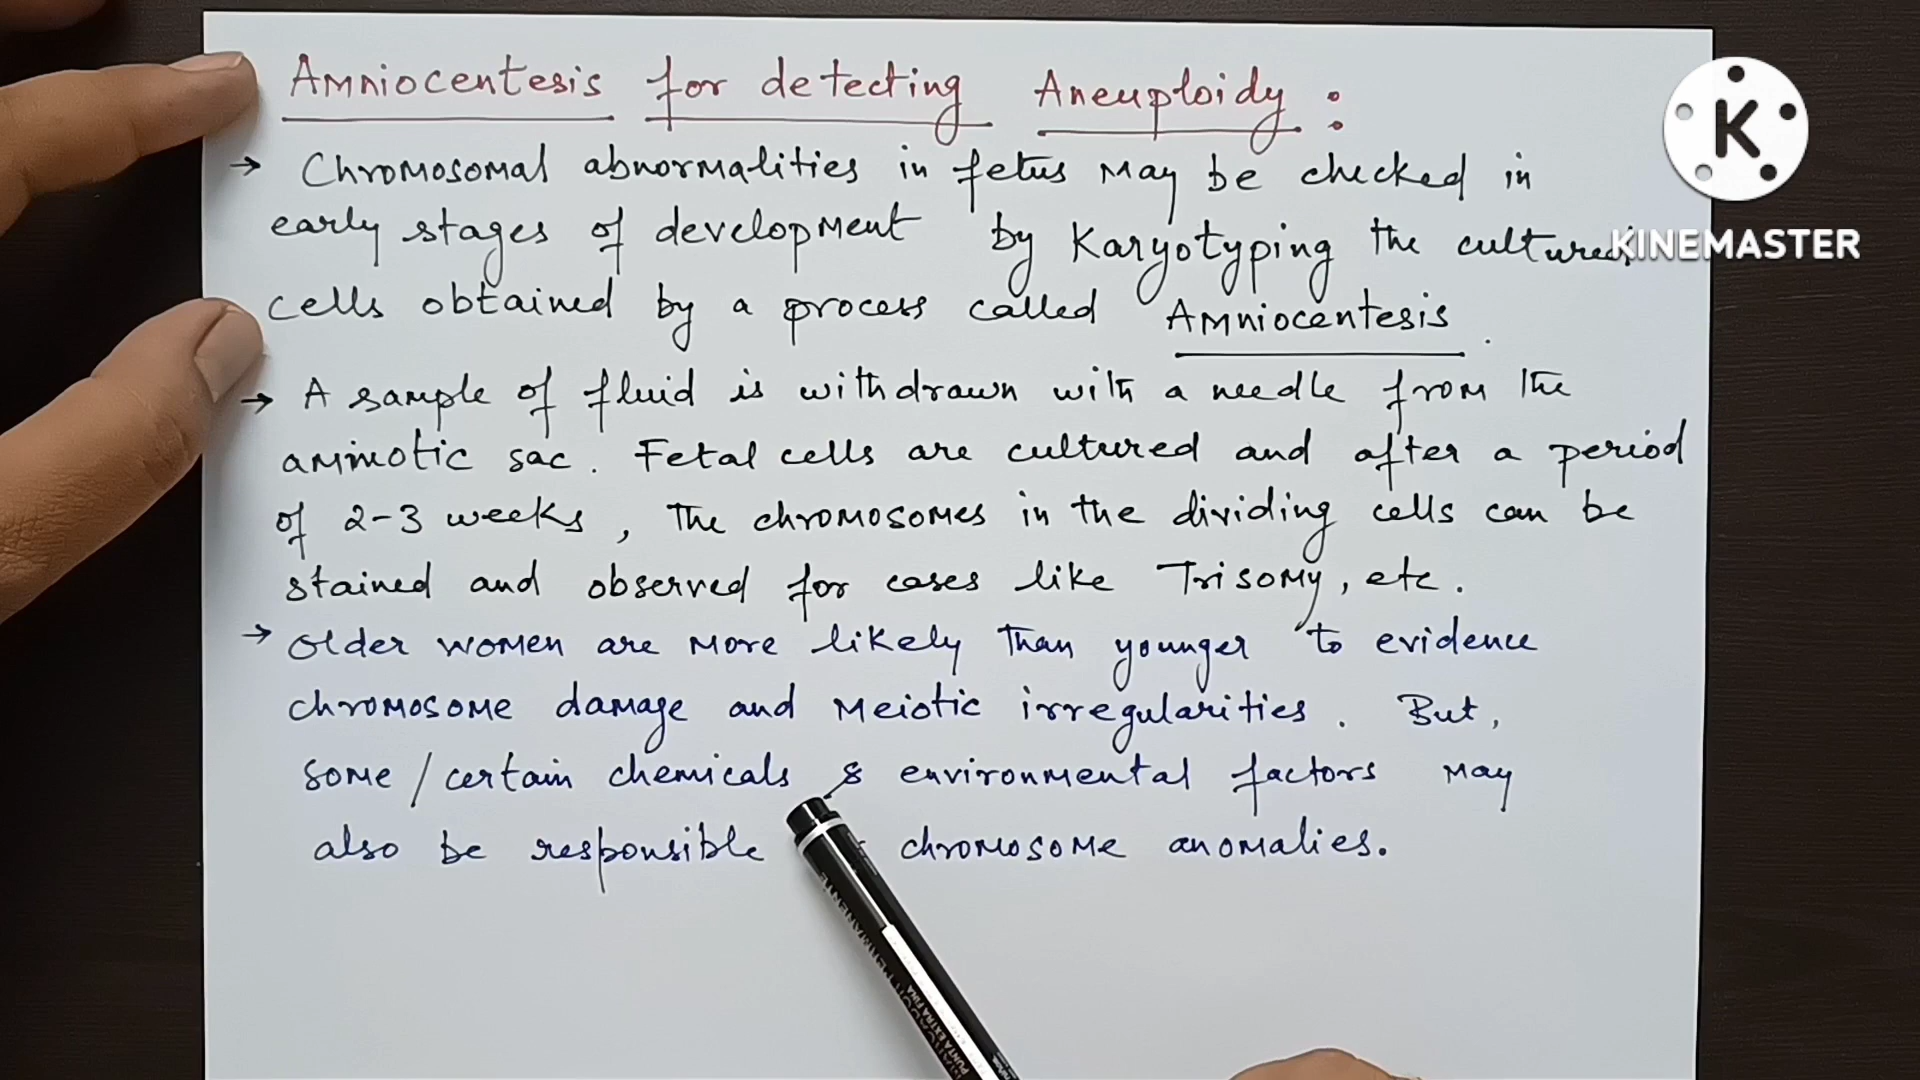 Amniocentesis for detecting Aneuploidy :
→ Chromosomal abnormalities in fetus may be checked in
early stages of development by Karyotyping the cultured
cells obtained by a process called Amniocentesis.
→ A sample of fluid is withdrawn with a needle from the
aminotic sac. Fetal cells are cultured and after a period
of 2-3 weeks, the chromosomes in the dividing cells can be
stained and observed for cases like Trisomy, etc.
→ Older women are more likely than younger to evidence
chromosome damage and meiotic irregularities. But,
some/certain chemicals & environmental factors may
also be responsible chromosome anomalies.
K
KINEMASTER
PUNTA EXTRA FINA